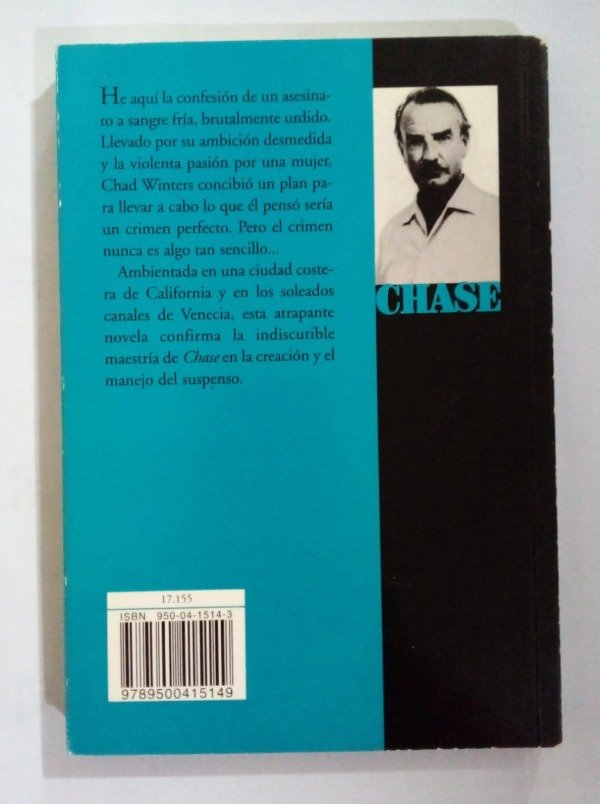 He aquí la confesión de un asesina-
to a sangre fría, brutalmente urdido.
Llevado por su ambición desmedida
y la violenta pasión por una mujer,
Chad Winters concibió un plan pa-
ra llevar a cabo lo que él pensó sería
un crimen perfecto. Pero el crimen
nunca es algo tan sencillo...
Ambientada en una ciudad coste-
ra de California y en los soleados
canales de Venecia, esta atrapante
novela confirma la indiscutible
maestría de Chase en la creación y el
manejo del suspenso.
CHASE
17.155
ISBN 950-04-1514-3
9789500415149